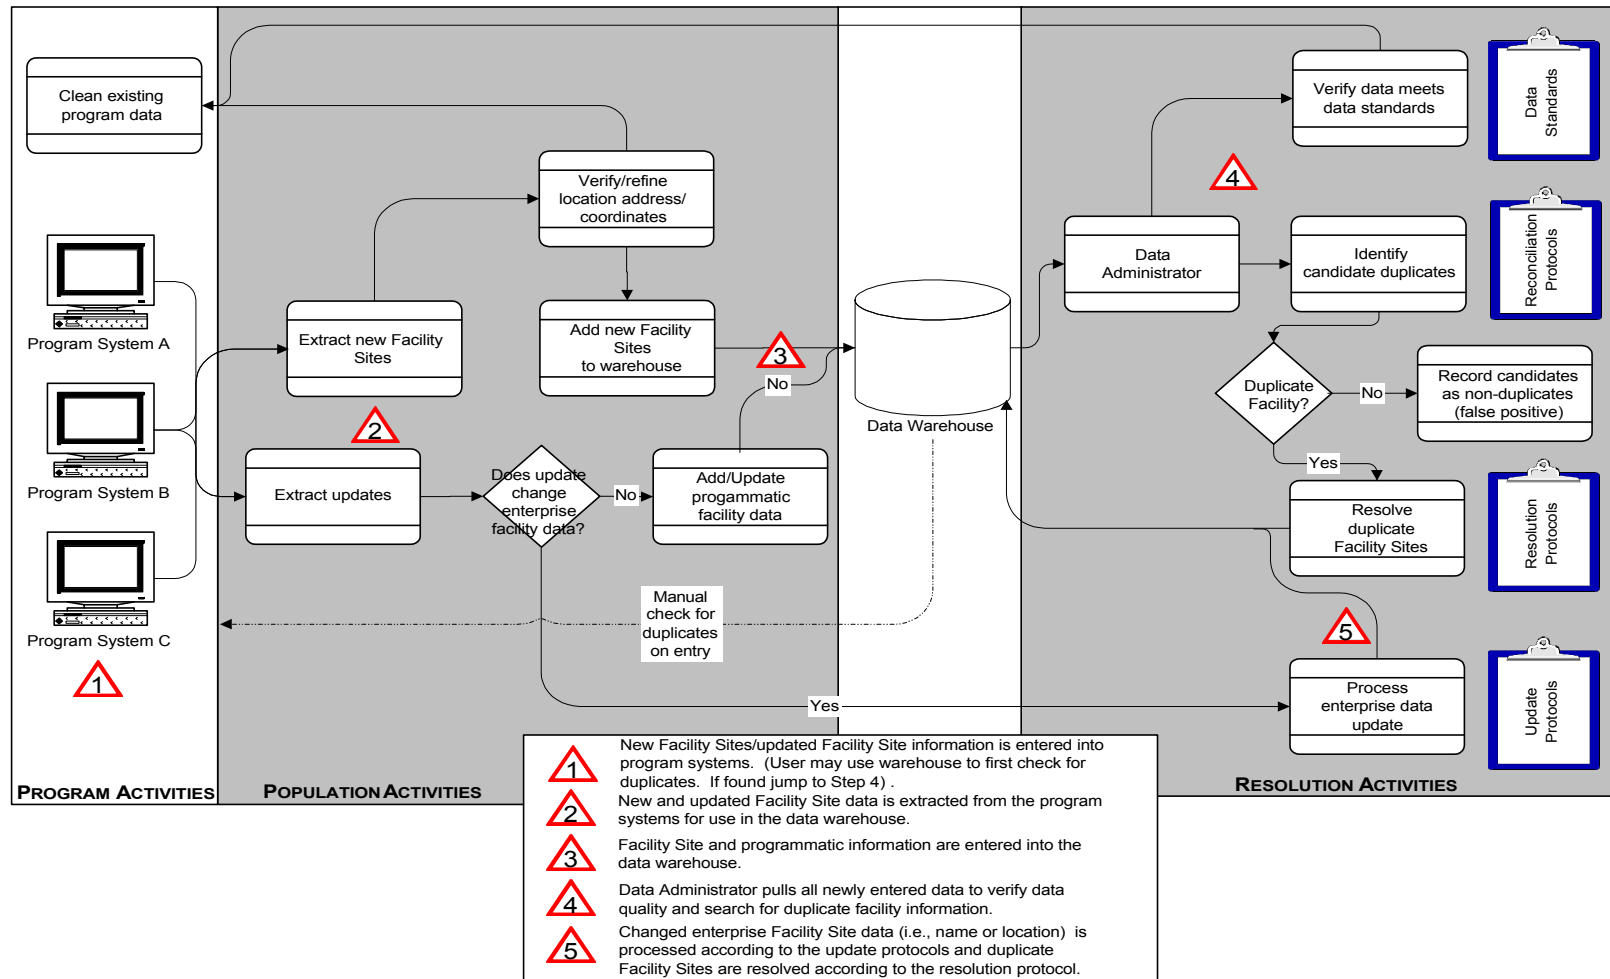 Clean existing
program data
Verify data meets
data standards
Data
Standards
Verify/refine
location address/
coordinates
4
Data
Administrator
Identify
candidate duplicates
Reconciliation
Protocols
Program System A
Extract new Facility
Sites
Add new Facility
Sites
to warehouse
3
No
Data Warehouse
Duplicate
Facility?
No
Record candidates
as non-duplicates
(false positive)
2
Program System B
Extract updates
Does update
change
enterprise
facility data?
No
Add/Update
progammatic
facility data
Yes
Resolve
duplicate
Facility Sites
Resolution
Protocols
Program System C
1
Manual
check for
duplicates
on entry
5
Yes
Process
enterprise data
update
Update
Protocols
PROGRAM ACTIVITIES
POPULATION ACTIVITIES
RESOLUTION ACTIVITIES
1
New Facility Sites/updated Facility Site information is entered into
program systems.  (User may use warehouse to first check for
duplicates.  If found jump to Step 4) .
2
New and updated Facility Site data is extracted from the program
systems for use in the data warehouse.
3
Facility Site and programmatic information are entered into the
data warehouse.
4
Data Administrator pulls all newly entered data to verify data
quality and search for duplicate facility information.
5
Changed enterprise Facility Site data (i.e., name or location)  is
processed according to the update protocols and duplicate
Facility Sites are resolved according to the resolution protocol.